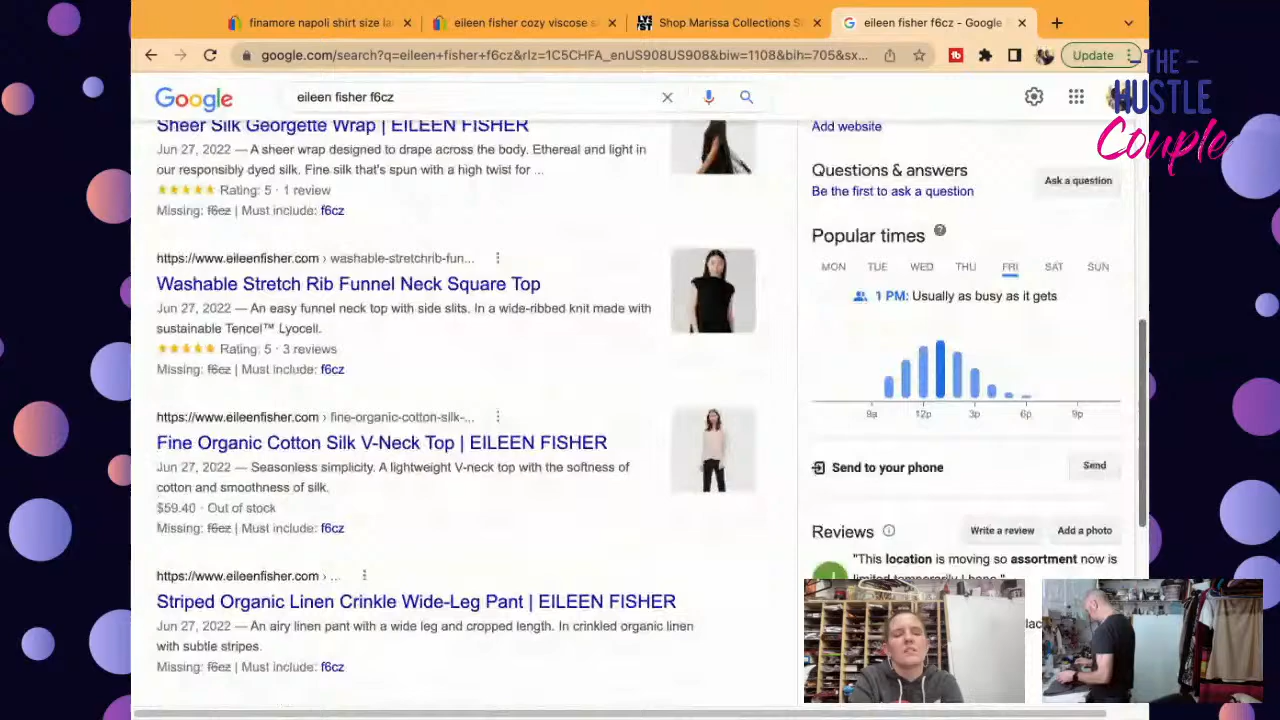 finamore napoli shirt size la
eileen fisher cozy viscose s
Shop Marissa Collections S
eileen fisher f6cz - Google
google.com/search?q=eileen+fisher+f6cz&rlz=1C5CHFA_enUS908US908&biw=1108&bih=705&sx...
Update
THE
HUSTLE
Couple
Google
eileen fisher f6cz
Sheer Silk Georgette Wrap | EILEEN FISHER
Jun 27, 2022 — A sheer wrap designed to drape across the body. Ethereal and light in
our responsibly dyed silk. Fine silk that's spun with a high twist for ...
Rating: 5 · 1 review
Missing: f6cz | Must include: f6cz
https://www.eileenfisher.com › washable-stretchrib-fun...
Washable Stretch Rib Funnel Neck Square Top
Jun 27, 2022 — An easy funnel neck top with side slits. In a wide-ribbed knit made with
sustainable Tencel™ Lyocell.
Rating: 5 · 3 reviews
Missing: f6cz | Must include: f6cz
https://www.eileenfisher.com › fine-organic-cotton-silk-...
Fine Organic Cotton Silk V-Neck Top | EILEEN FISHER
Jun 27, 2022 — Seasonless simplicity. A lightweight V-neck top with the softness of
cotton and smoothness of silk.
$59.40 · Out of stock
Missing: f6cz | Must include: f6cz
https://www.eileenfisher.com › ...
Striped Organic Linen Crinkle Wide-Leg Pant | EILEEN FISHER
Jun 27, 2022 — An airy linen pant with a wide leg and cropped length. In crinkled organic linen
with subtle stripes.
Missing: f6cz | Must include: f6cz
Add website
Questions & answers
Be the first to ask a question
Ask a question
Popular times
MON TUE WED THU FRI SAT SUN
1 PM: Usually as busy as it gets
9a 12p 3p 6p 9p
Send to your phone
Send
Reviews
Write a review
Add a photo
"This location is moving so assortment now is
limited temporarily I hope."